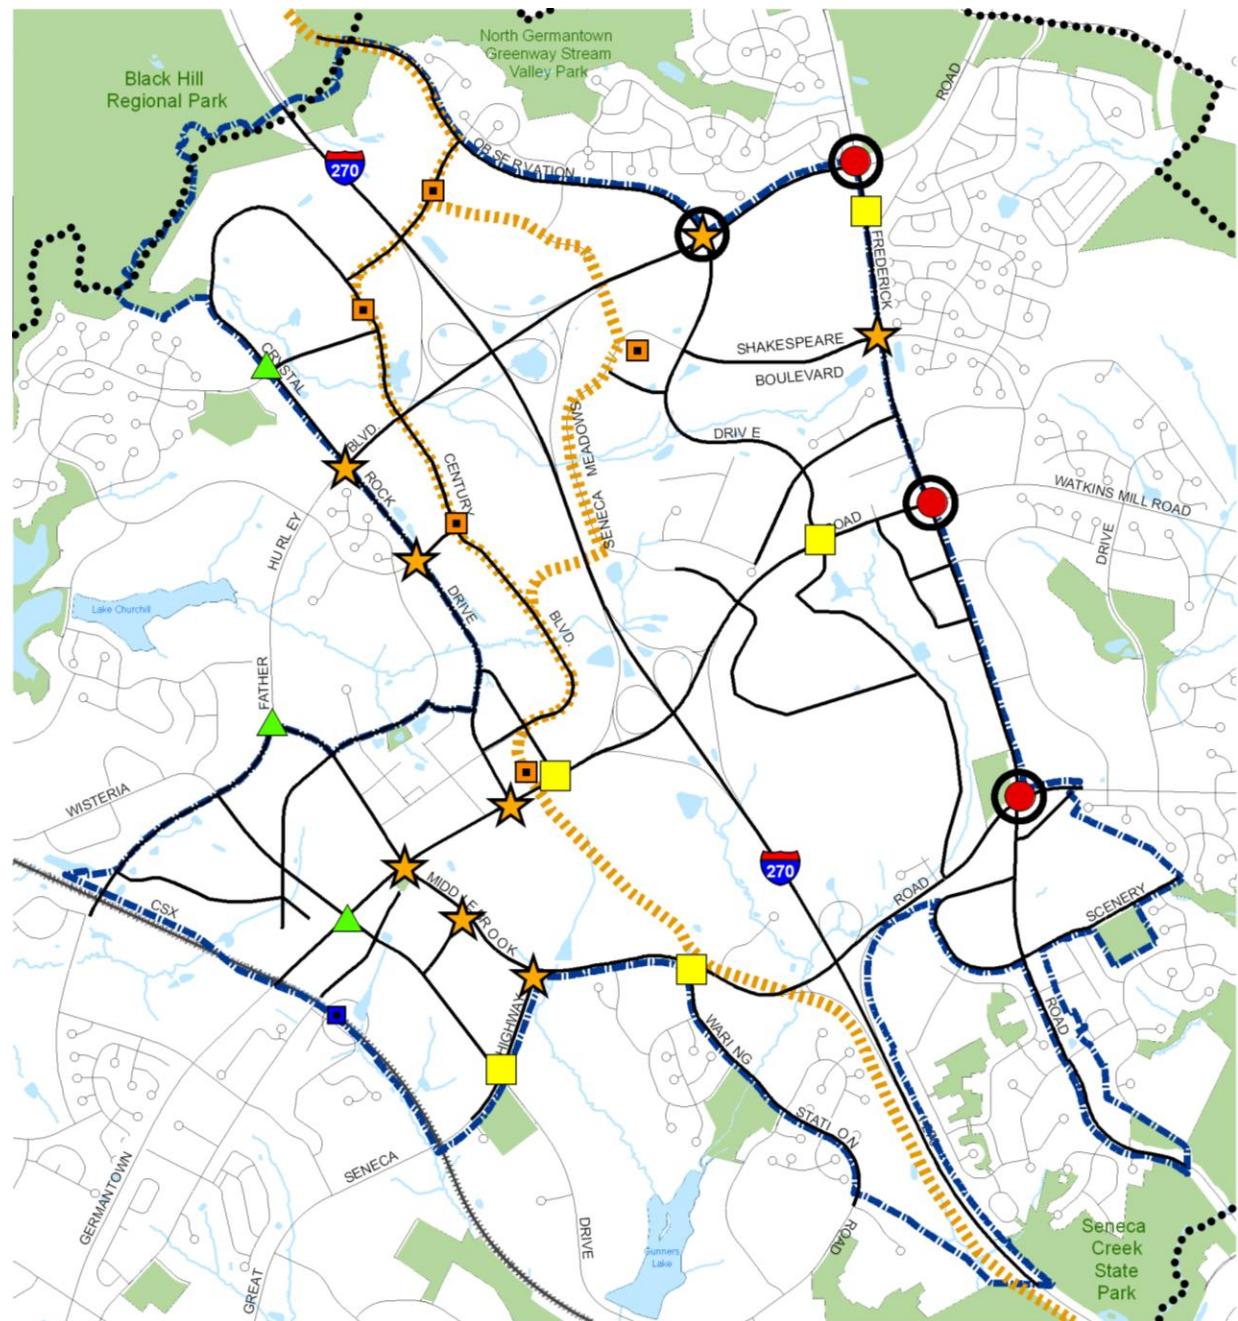 North Germantown
Greenway Stream
Valley Park
Black Hill
Regional Park
ROAD
270
OBSERVATION
FREDERICK
SHAKESPEARE
BOULEVARD
CRYSTAL
BLVD.
ROCK
CENTURY
SENECA MEADOWS
DRIVE
ROAD
WATKINS MILL ROAD
DRIVE
HURLEY
DRIVE
Lake Churchill
BLVD.
FATHER
WISTERIA
270
MIDDLEBROOK
ROAD
SCENERY
CSX
HIGHWAY
WARING
ROAD
STATION
SENECA
GERMANTOWN
GREAT
DRIVE
ROAD
Gunners
Lake
Seneca
Creek
State
Park